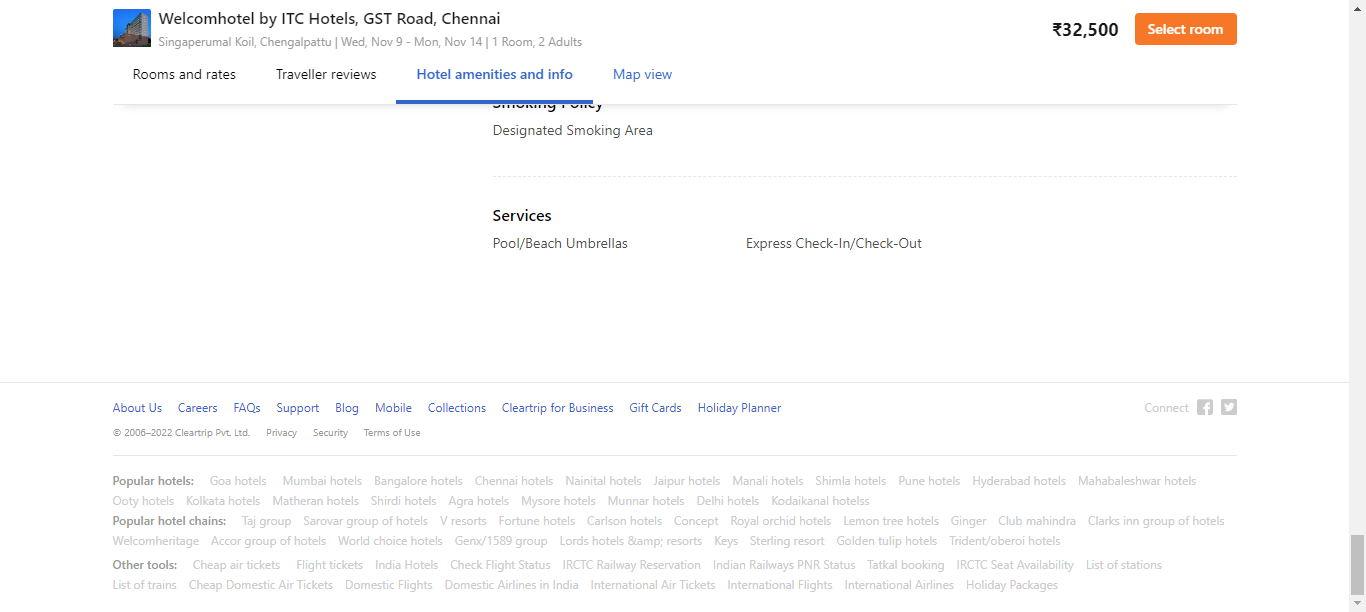 Welcomhotel by ITC Hotels, GST Road, Chennai
Singaperumal Koil, Chengalpattu | Wed, Nov 9 - Mon, Nov 14 | 1 Room, 2 Adults
₹32,500
Select room
Rooms and rates Traveller reviews Hotel amenities and info Map view
Smoking Policy
Designated Smoking Area
Services
Pool/Beach Umbrellas Express Check-In/Check-Out
About Us Careers FAQs Support Blog Mobile Collections Cleartrip for Business Gift Cards Holiday Planner Connect
© 2006–2022 Cleartrip Pvt. Ltd. Privacy Security Terms of Use
Popular hotels: Goa hotels Mumbai hotels Bangalore hotels Chennai hotels Nainital hotels Jaipur hotels Manali hotels Shimla hotels Pune hotels Hyderabad hotels Mahabaleshwar hotels
Ooty hotels Kolkata hotels Matheran hotels Shirdi hotels Agra hotels Mysore hotels Munnar hotels Delhi hotels Kodaikanal hotelss
Popular hotel chains: Taj group Sarovar group of hotels V resorts Fortune hotels Carlson hotels Concept Royal orchid hotels Lemon tree hotels Ginger Club mahindra Clarks inn group of hotels
Welcomheritage Accor group of hotels World choice hotels Genx/1589 group Lords hotels &amp; resorts Keys Sterling resort Golden tulip hotels Trident/oberoi hotels
Other tools: Cheap air tickets Flight tickets India Hotels Check Flight Status IRCTC Railway Reservation Indian Railways PNR Status Tatkal booking IRCTC Seat Availability List of stations
List of trains Cheap Domestic Air Tickets Domestic Flights Domestic Airlines in India International Air Tickets International Flights International Airlines Holiday Packages